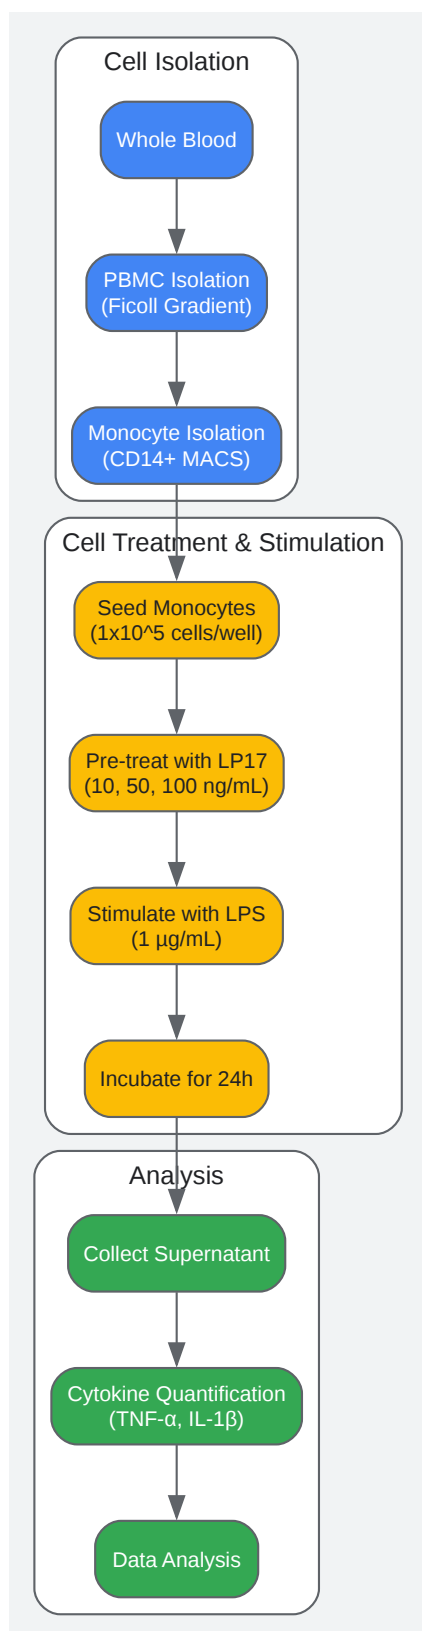 Cell Isolation
Whole Blood
PBMC Isolation
(Ficoll Gradient)
Monocyte Isolation
(CD14+ MACS)
Cell Treatment & Stimulation
Seed Monocytes
(1x10^5 cells/well)
Pre-treat with LP17
(10, 50, 100 ng/mL)
Stimulate with LPS
(1 µg/mL)
Incubate for 24h
Analysis
Collect Supernatant
Cytokine Quantification
(TNF-α, IL-1β)
Data Analysis